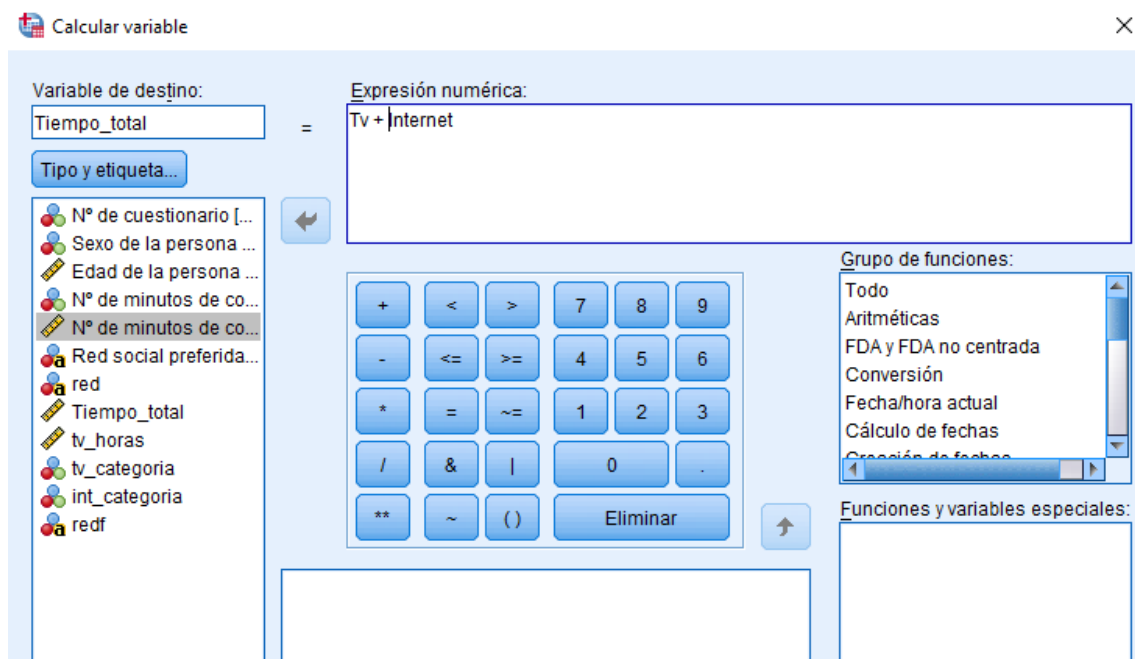 Calcular variable
Variable de destino:
Tiempo_total
=
Expresión numérica:
Tv + Internet
Tipo y etiqueta...
Nº de cuestionario [...
Sexo de la persona ...
Edad de la persona ...
Nº de minutos de co...
Nº de minutos de co...
Red social preferida...
red
Tiempo_total
tv_horas
tv_categoria
int_categoria
redf
+ < > 7 8 9
- <= >= 4 5 6
* = ~= 1 2 3
/ & | 0 .
** ~ ( ) Eliminar
Grupo de funciones:
Todo
Aritméticas
FDA y FDA no centrada
Conversión
Fecha/hora actual
Cálculo de fechas
Creación de fechas
Funciones y variables especiales: